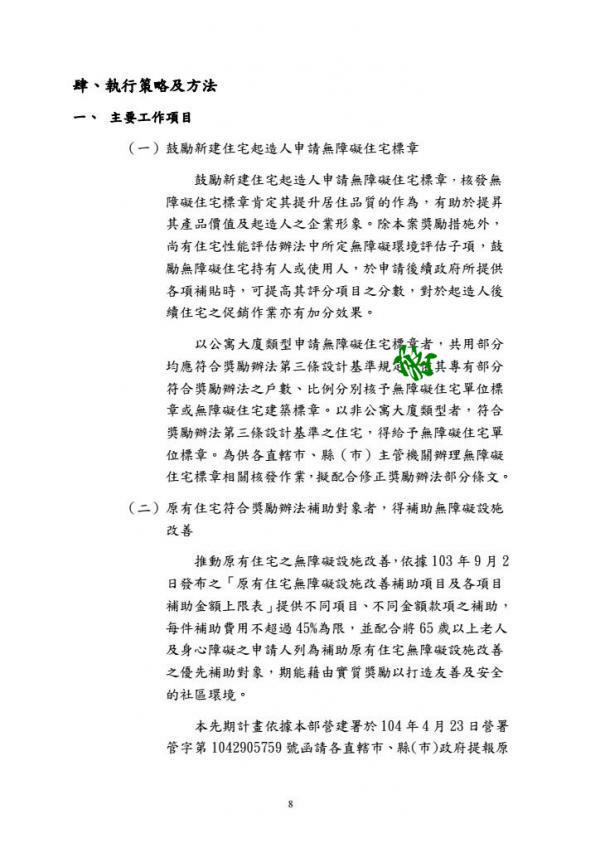 肆、執行策略及方法
一、 主要工作項目
（一）鼓勵新建住宅起造人申請無障礙住宅標章
鼓勵新建住宅起造人申請無障礙住宅標章，核發無
障礙住宅標章肯定其提升居住品質的作為，有助於提昇
其產品價值及起造人之企業形象。除本案獎勵措施外，
尚有住宅性能評估辦法中所定無障礙環境評估子項，鼓
勵無障礙住宅持有人或使用人，於申請後續政府所提供
各項補貼時，可提高其評分項目之分數，對於起造人後
續住宅之促銷作業亦有加分效果。
以公寓大廈類型申請無障礙住宅標章者，共用部分
均應符合獎勵辦法第三條設計基準規定 其專有部分
符合獎勵辦法之戶數、比例分別核予無障礙住宅單位標
章或無障礙住宅建築標章。以非公寓大廈類型者，符合
獎勵辦法第三條設計基準之住宅，得給予無障礙住宅單
位標章。為供各直轄市、縣（市）主管機關辦理無障礙
住宅標章相關核發作業，擬配合修正獎勵辦法部分條文。
（二）原有住宅符合獎勵辦法補助對象者，得補助無障礙設施
改善
推動原有住宅之無障礙設施改善，依據 103 年 9 月 2
日發布之「原有住宅無障礙設施改善補助項目及各項目
補助金額上限表」提供不同項目、不同金額款項之補助，
每件補助費用不超過 45%為限，並配合將 65 歲以上老人
及身心障礙之申請人列為補助原有住宅無障礙設施改善
之優先補助對象，期能藉由實質獎勵以打造友善及安全
的社區環境。
本先期計畫依據本部營建署於 104 年 4 月 23 日營署
管字第 1042905759 號函請各直轄市、縣(市)政府提報原
8